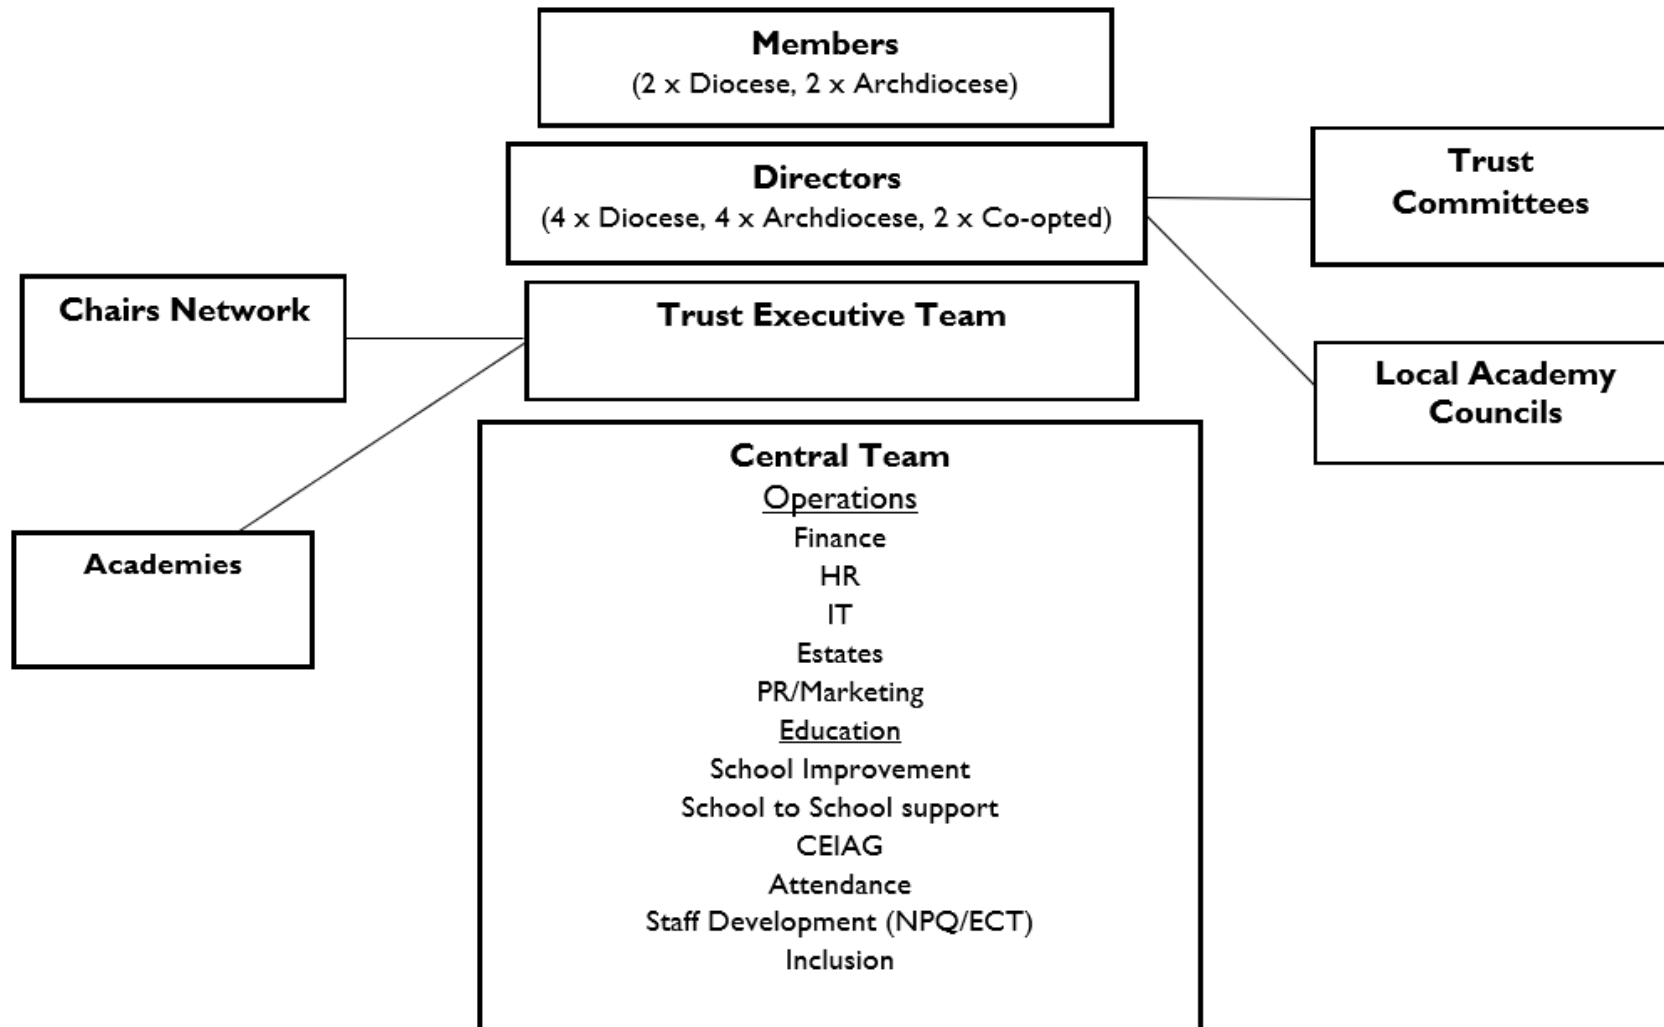 Members
(2 x Diocese, 2 x Archdiocese)
Directors
(4 x Diocese, 4 x Archdiocese, 2 x Co-opted)
Trust
Committees
Chairs Network
Trust Executive Team
Local Academy
Councils
Academies
Central Team
Operations
Finance
HR
IT
Estates
PR/Marketing
Education
School Improvement
School to School support
CEIAG
Attendance
Staff Development (NPQ/ECT)
Inclusion